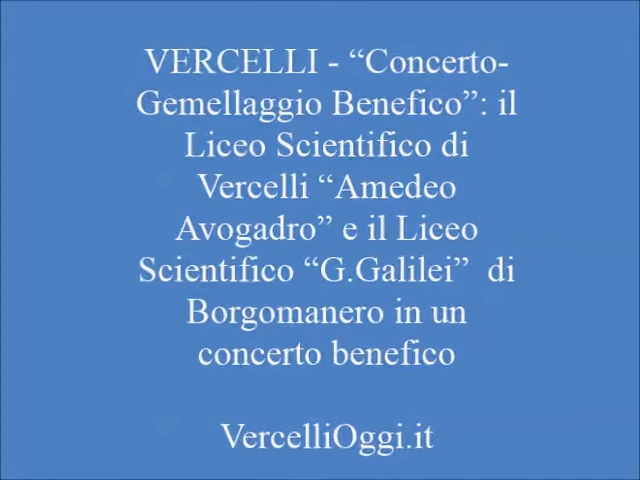 VERCELLI - “Concerto-
Gemellaggio Benefico”: il
Liceo Scientifico di
Vercelli “Amedeo
Avogadro” e il Liceo
Scientifico “G.Galilei”  di
Borgomanero in un
concerto benefico
VercelliOggi.it